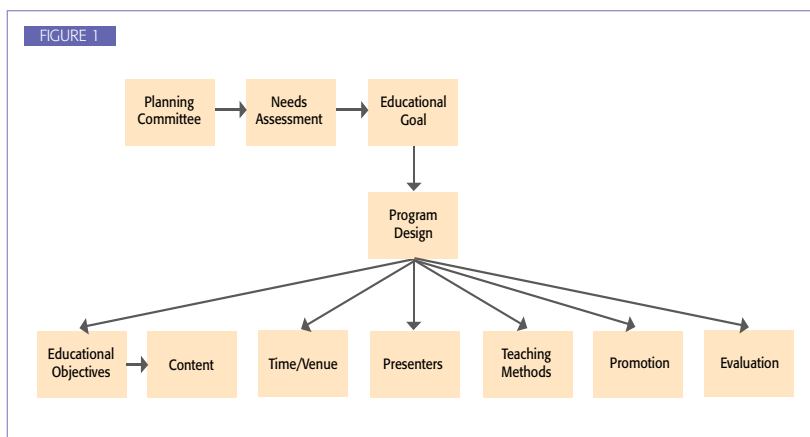 FIGURE 1
Planning
Committee
Needs
Assessment
Educational
Goal
Program
Design
Educational
Objectives
Content
Time/Venue
Presenters
Teaching
Methods
Promotion
Evaluation